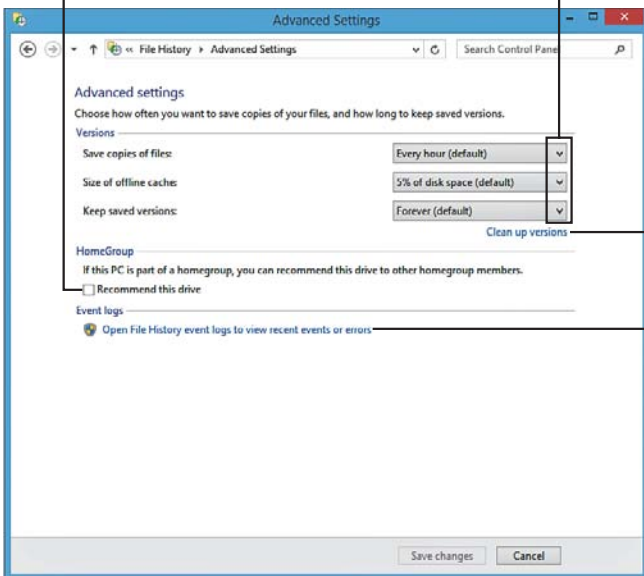 Advanced Settings
« File History Advanced Settings
Search Control Pane
Advanced settings
Choose how often you want to save copies of your files, and how long to keep saved versions.
Versions
Save copies of files: Every hour (default)
Size of offline cache: 5% of disk space (default)
Keep saved versions: Forever (default)
Clean up versions
HomeGroup
If this PC is part of a homegroup, you can recommend this drive to other homegroup members.
Recommend this drive
Event logs
Open File History event logs to view recent events or errors
Save changes Cancel